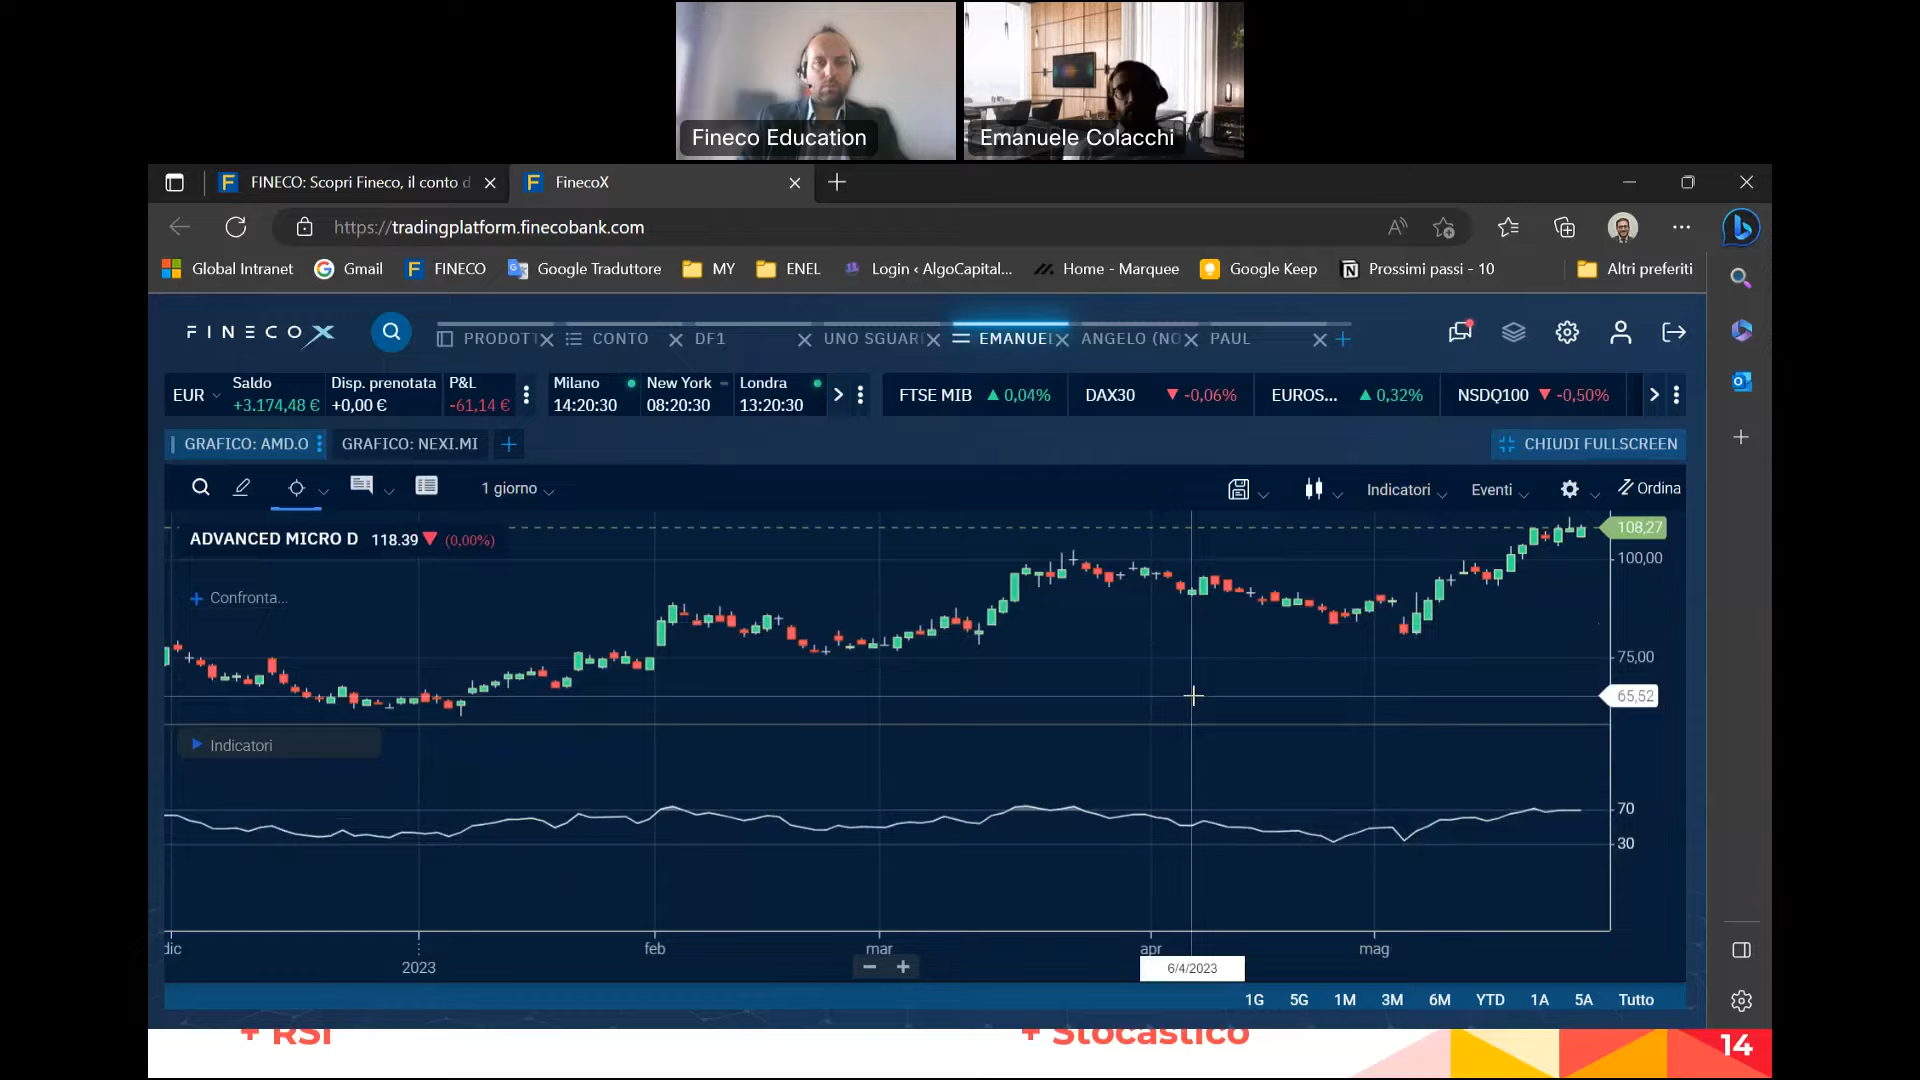 Fineco Education
Emanuele Colacchi
FINECO: Scopri Fineco, il conto d
FinecoX
https://tradingplatform.finecobank.com
Global Intranet
Gmail
FINECO
Google Traduttore
MY
ENEL
Login ‹ AlgoCapital...
Home - Marquee
Google Keep
Prossimi passi - 10
Altri preferiti
FINECOX
PRODOTT
CONTO
DF1
UNO SGUAR
EMANUEL
ANGELO (NO
PAUL
EUR
Saldo
+3.174,48 €
Disp. prenotata
+0,00 €
P&L
-61,14 €
Milano
14:20:30
New York
08:20:30
Londra
13:20:30
FTSE MIB 0,04%
DAX30 -0,06%
EUROS... 0,32%
NSDQ100 -0,50%
GRAFICO: AMD.O
GRAFICO: NEXI.MI
CHIUDI FULLSCREEN
1 giorno
Indicatori
Eventi
Ordina
ADVANCED MICRO D 118.39 (0,00%)
108,27
100,00
+ Confronta...
75,00
65,52
Indicatori
70
30
dic
feb
mar
apr
mag
2023
6/4/2023
1G 5G 1M 3M 6M YTD 1A 5A Tutto
+ RSI
+ Stocastico
14